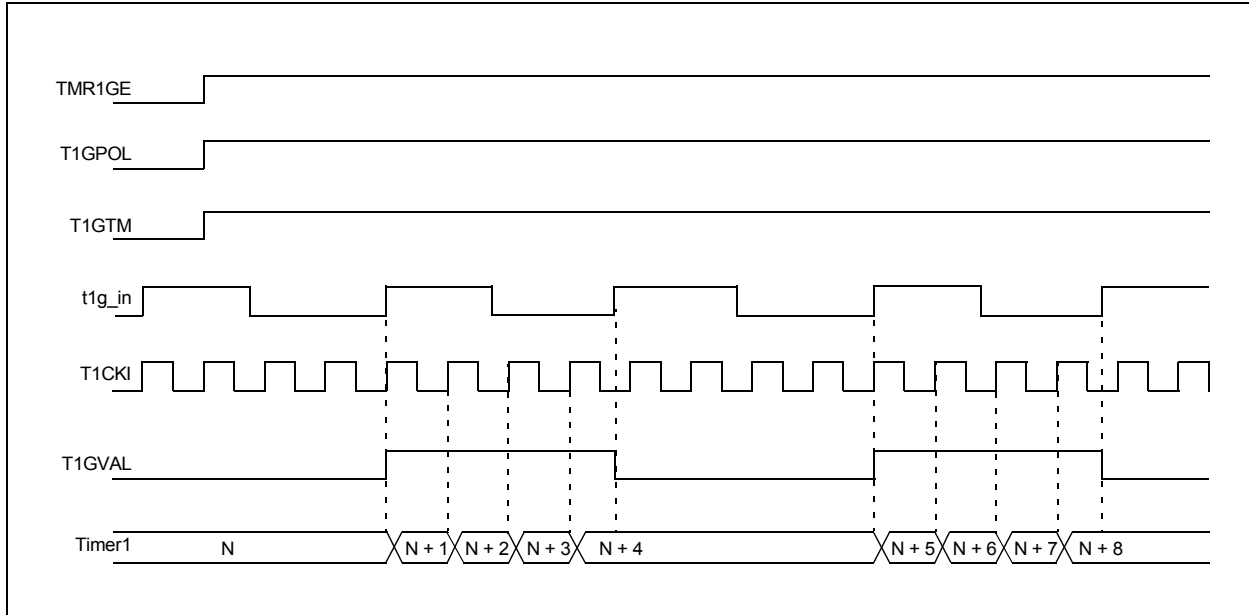 TMR1GE
T1GPOL
T1GTM
t1g_in
T1CKI
T1GVAL
Timer1 N N + 1 N + 2 N + 3 N + 4 N + 5 N + 6 N + 7 N + 8